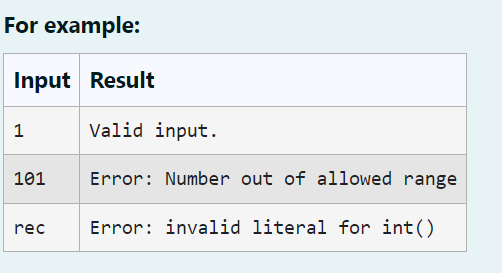 For example:
Input Result
1 Valid input.
101 Error: Number out of allowed range
rec Error: invalid literal for int()